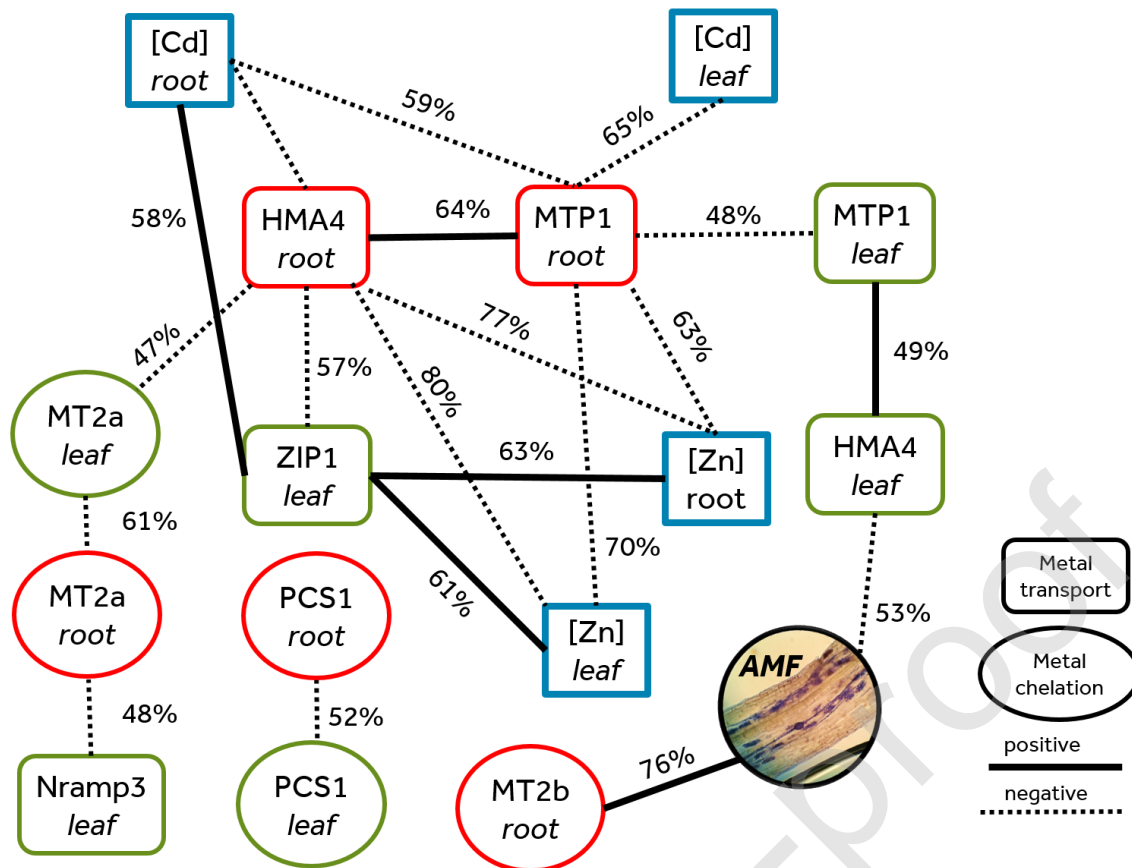 [Cd]
root
[Cd]
leaf
59%
65%
58%
HMA4
root
64%
MTP1
root
48%
MTP1
leaf
47%
57%
80%
77%
63%
49%
MT2a
leaf
ZIP1
leaf
63%
[Zn]
root
HMA4
leaf
61%
61%
70%
MT2a
root
PCS1
root
[Zn]
leaf
53%
Metal
transport
AMF
Metal
chelation
48%
52%
76%
positive
negative
Nramp3
leaf
PCS1
leaf
MT2b
root